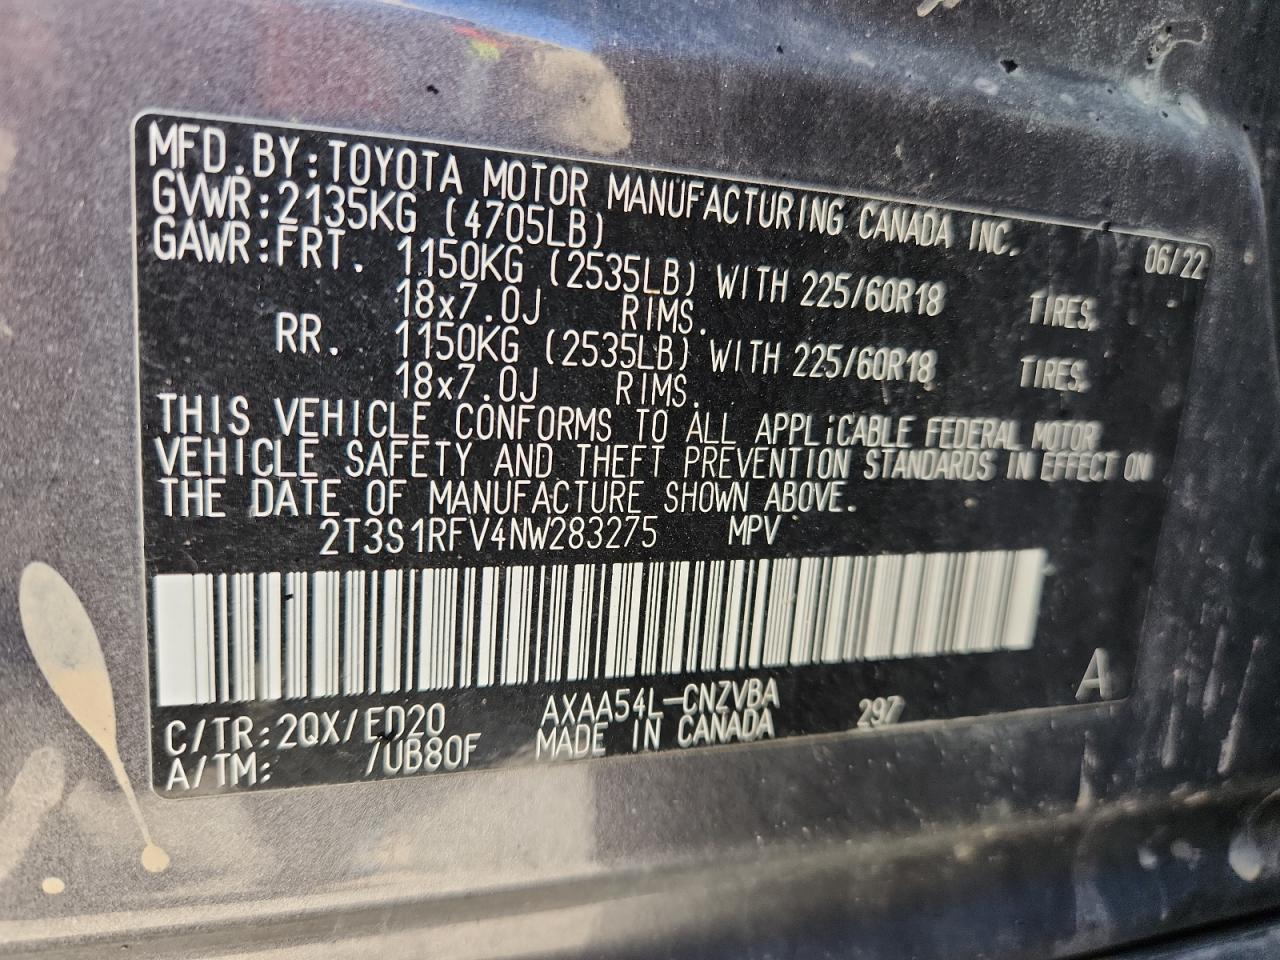 MFD.BY:TOYOTA MOTOR MANUFACTURING CANADA INC. 06/22
GVWR:2135KG (4705LB)
GAWR:FRT. 1150KG (2535LB) WITH 225/60R18 TIRES,
18x7.0J RIMS.
RR. 1150KG (2535LB) WITH 225/60R18 TIRES,
18x7.0J RIMS.
THIS VEHICLE CONFORMS TO ALL APPLiCABLE FEDERAL MOTOR
VEHICLE SAFETY AND THEFT PREVENTION STANDARDS IN EFFECT ON
THE DATE OF MANUFACTURE SHOWN ABOVE.
2T3S1RFV4NW283275 MPV
A
C/TR:2QX/ED20 AXAA54L-CNZVBA 297
A/TM: /UB80F MADE IN CANADA